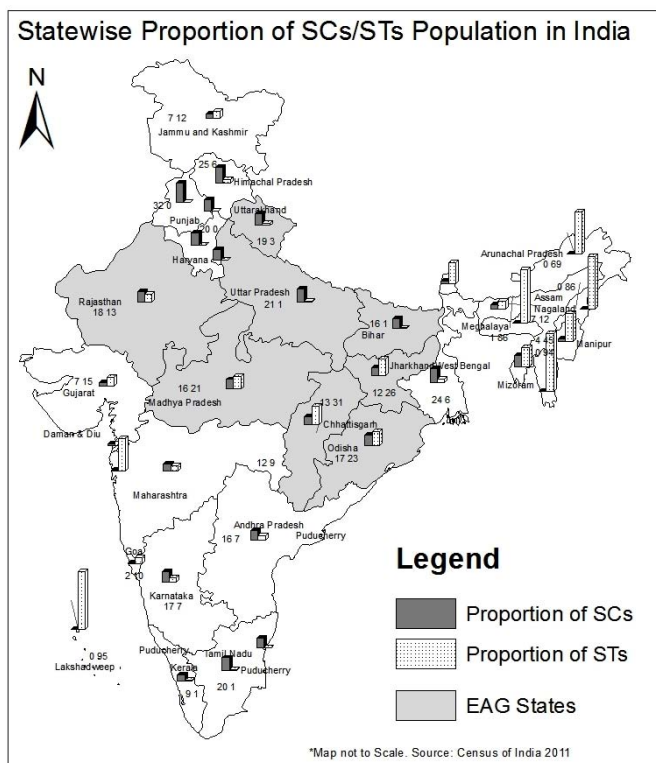 Statewise Proportion of SCs/STs Population in India
N
7 12
Jammu and Kashmir
25 6
Himachal Pradesh
32 0
Punjab
20 0
Uttarakhand
19 3
Haryana
Arunachal Pradesh
0 69
Rajasthan
18 13
Uttar Pradesh
21 1
16 1
Bihar
0 86
Assam
Nagaland
7 12
Meghalaya
1 86
4 45
Manipur
0 94
Mizoram
7 15
Gujarat
16 21
Madhya Pradesh
Jharkhand
West Bengal
12 26
24 6
13 31
Chhattisgarh
Odisha
17 23
Daman & Diu
Maharashtra
12 9
Andhra Pradesh
16 7
Puducherry
Goa
2 10
Karnataka
17 7
0 95
Lakshadweep
Puducherry
Kerala
9 1
Tamil Nadu
20 1
Puducherry
Legend
Proportion of SCs
Proportion of STs
EAG States
*Map not to Scale. Source: Census of India 2011